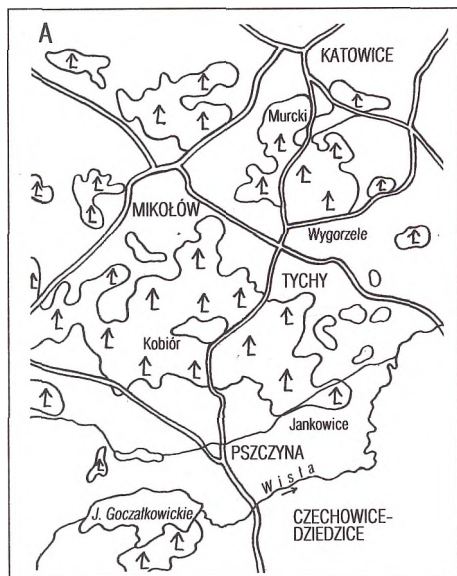 A
KATOWICE
Murcki
MIKOŁÓW
Wygorzele
TYCHY
Kobiór
Jankowice
PSZCZYNA
Wisła
J. Goczałkowickie
CZECHOWICE-
DZIEDZICE